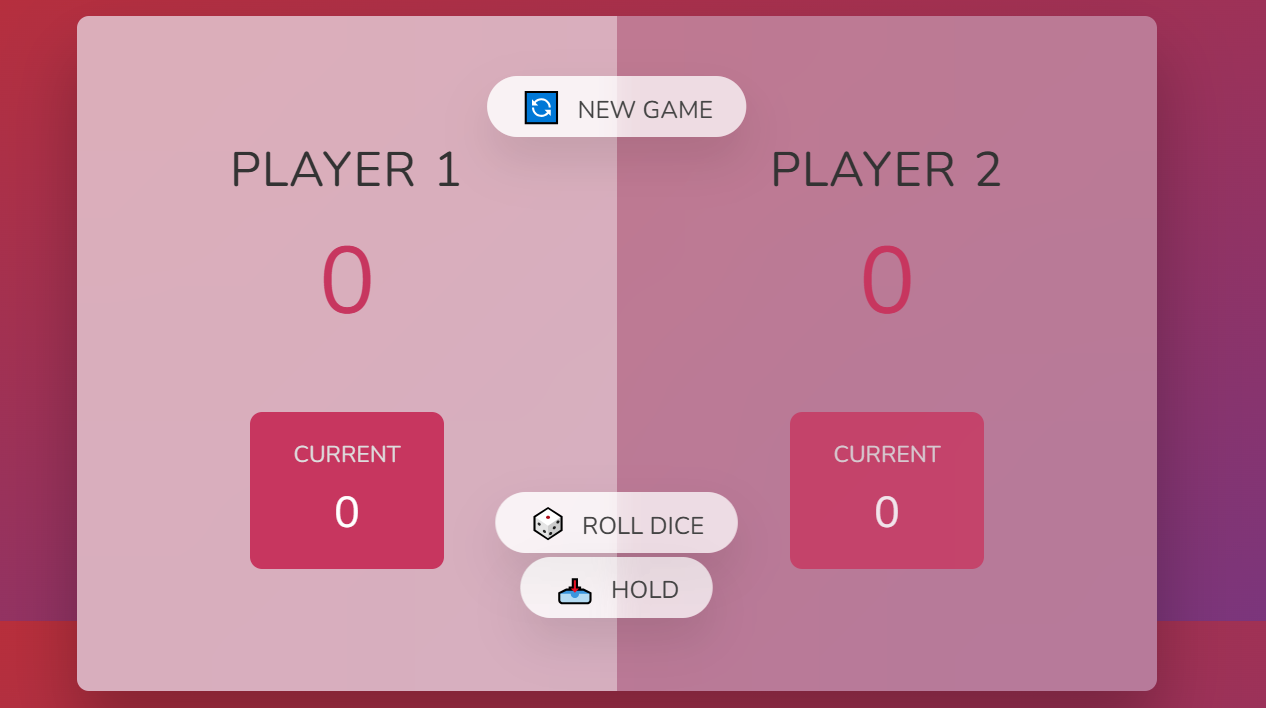 NEW GAME
PLAYER 1
PLAYER 2
0
0
CURRENT
0
CURRENT
0
ROLL DICE
HOLD